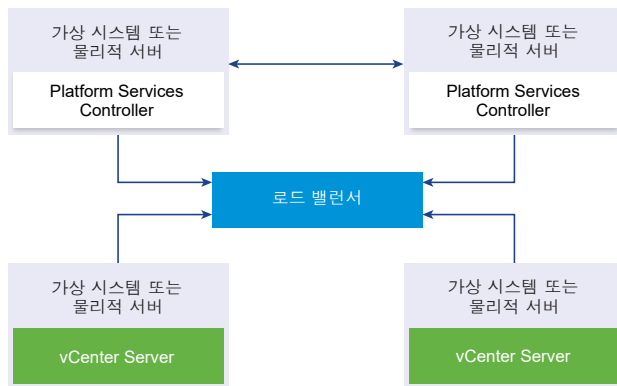 가상 시스템 또는
물리적 서버
Platform Services
Controller
가상 시스템 또는
물리적 서버
Platform Services
Controller
로드 밸런서
가상 시스템 또는
물리적 서버
vCenter Server
가상 시스템 또는
물리적 서버
vCenter Server